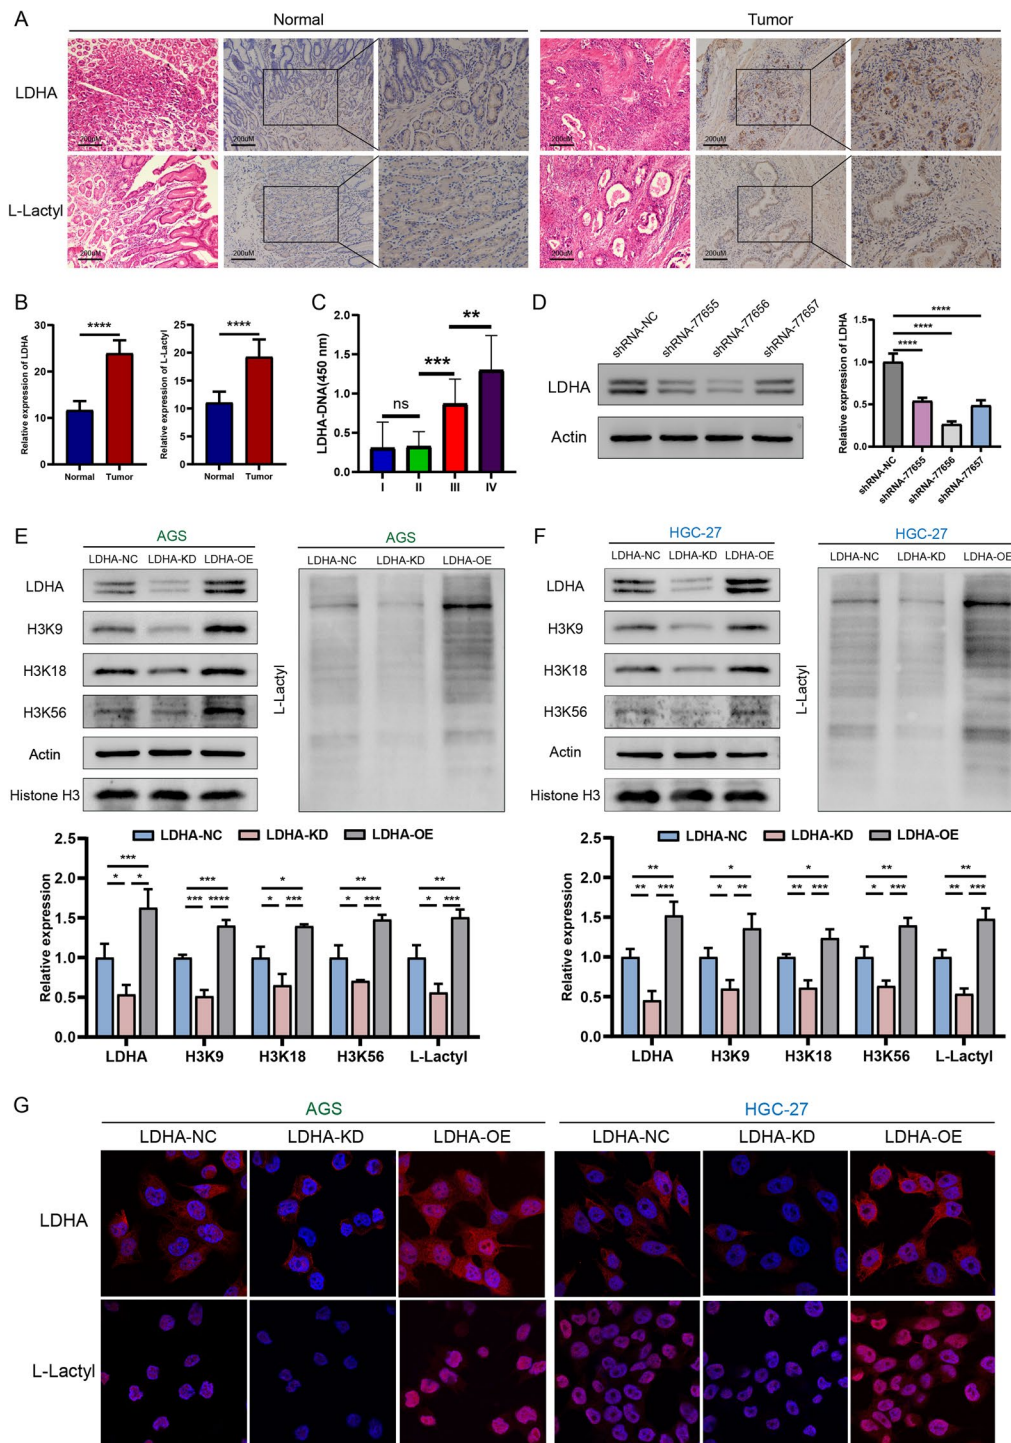 A
Normal
Tumor
LDHA
200uM
200uM
200uM
200uM
L-Lactyl
200uM
200uM
200uM
200uM
B
Relative expression of LDHA
30
20
10
0
****
Normal
Tumor
Relative expression of L-Lactyl
25
20
15
10
5
0
****
Normal
Tumor
C
LDHA-DNA(450 nm)
2.0
1.5
1.0
0.5
0.0
ns
***
**
I
II
III
IV
D
shRNA-NC
shRNA-77655
shRNA-77656
shRNA-77657
LDHA
Actin
Relative expression of LDHA
1.5
1.0
0.5
0.0
****
****
****
shRNA-NC
shRNA-77655
shRNA-77656
shRNA-77657
E
AGS
LDHA-NC LDHA-KD LDHA-OE
LDHA
H3K9
H3K18
H3K56
Actin
Histone H3
AGS
LDHA-NC LDHA-KD LDHA-OE
L-Lactyl
LDHA-NC LDHA-KD LDHA-OE
Relative expression
2.5
2.0
1.5
1.0
0.5
0.0
***
* *
***
*** ****
*
* ***
**
* ***
**
* ***
LDHA H3K9 H3K18 H3K56 L-Lactyl
F
HGC-27
LDHA-NC LDHA-KD LDHA-OE
LDHA
H3K9
H3K18
H3K56
Actin
Histone H3
HGC-27
LDHA-NC LDHA-KD LDHA-OE
L-Lactyl
LDHA-NC LDHA-KD LDHA-OE
Relative expression
2.5
2.0
1.5
1.0
0.5
0.0
**
** ***
*
* **
*
** ***
**
* ***
**
** ***
LDHA H3K9 H3K18 H3K56 L-Lactyl
G
AGS
HGC-27
LDHA-NC LDHA-KD LDHA-OE LDHA-NC LDHA-KD LDHA-OE
LDHA
L-Lactyl